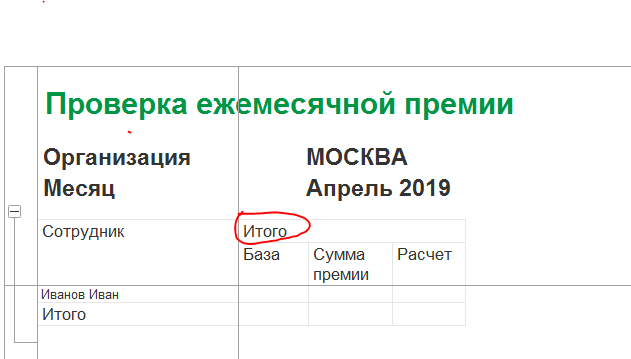 Проверка ежемесячной премии
Организация МОСКВА
Месяц Апрель 2019
Сотрудник Итого
База Сумма премии Расчет
Иванов Иван
Итого